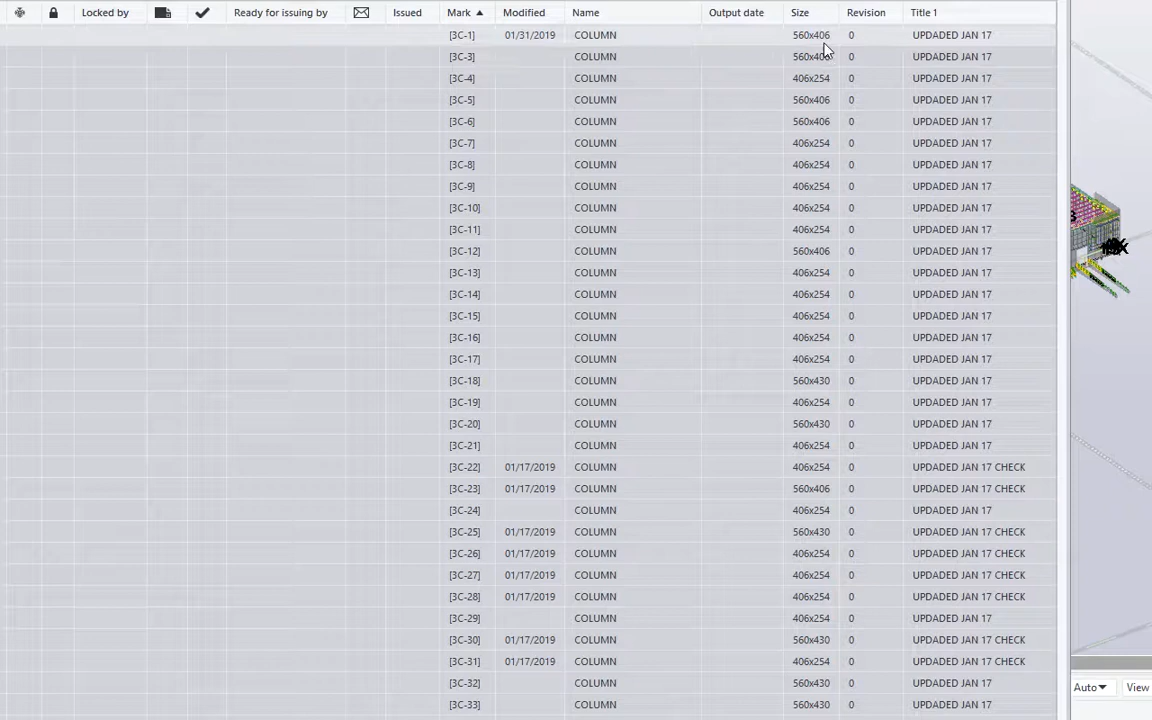 Locked by Ready for issuing by Issued Mark Modified Name Output date Size Revision Title 1
[3C-1] 01/31/2019 COLUMN 560x406 0 UPDADED JAN 17
[3C-3] COLUMN 0 UPDADED JAN 17
[3C-4] COLUMN 406x254 0 UPDADED JAN 17
[3C-5] COLUMN 560x406 0 UPDADED JAN 17
[3C-6] COLUMN 560x406 0 UPDADED JAN 17
[3C-7] COLUMN 406x254 0 UPDADED JAN 17
[3C-8] COLUMN 406x254 0 UPDADED JAN 17
[3C-9] COLUMN 406x254 0 UPDADED JAN 17
[3C-10] COLUMN 406x254 0 UPDADED JAN 17
[3C-11] COLUMN 406x254 0 UPDADED JAN 17
[3C-12] COLUMN 560x406 0 UPDADED JAN 17
[3C-13] COLUMN 406x254 0 UPDADED JAN 17
[3C-14] COLUMN 406x254 0 UPDADED JAN 17
[3C-15] COLUMN 406x254 0 UPDADED JAN 17
[3C-16] COLUMN 406x254 0 UPDADED JAN 17
[3C-17] COLUMN 406x254 0 UPDADED JAN 17
[3C-18] COLUMN 560x430 0 UPDADED JAN 17
[3C-19] COLUMN 406x254 0 UPDADED JAN 17
[3C-20] COLUMN 560x430 0 UPDADED JAN 17
[3C-21] COLUMN 406x254 0 UPDADED JAN 17
[3C-22] 01/17/2019 COLUMN 406x254 0 UPDADED JAN 17 CHECK
[3C-23] 01/17/2019 COLUMN 560x406 0 UPDADED JAN 17 CHECK
[3C-24] COLUMN 406x254 0 UPDADED JAN 17
[3C-25] 01/17/2019 COLUMN 560x430 0 UPDADED JAN 17 CHECK
[3C-26] 01/17/2019 COLUMN 406x254 0 UPDADED JAN 17 CHECK
[3C-27] 01/17/2019 COLUMN 406x254 0 UPDADED JAN 17 CHECK
[3C-28] 01/17/2019 COLUMN 406x254 0 UPDADED JAN 17 CHECK
[3C-29] COLUMN 406x254 0 UPDADED JAN 17
[3C-30] 01/17/2019 COLUMN 560x430 0 UPDADED JAN 17 CHECK
[3C-31] 01/17/2019 COLUMN 406x254 0 UPDADED JAN 17 CHECK
[3C-32] COLUMN 560x430 0 UPDADED JAN 17
[3C-33] COLUMN 560x430 0 UPDADED JAN 17
Auto View